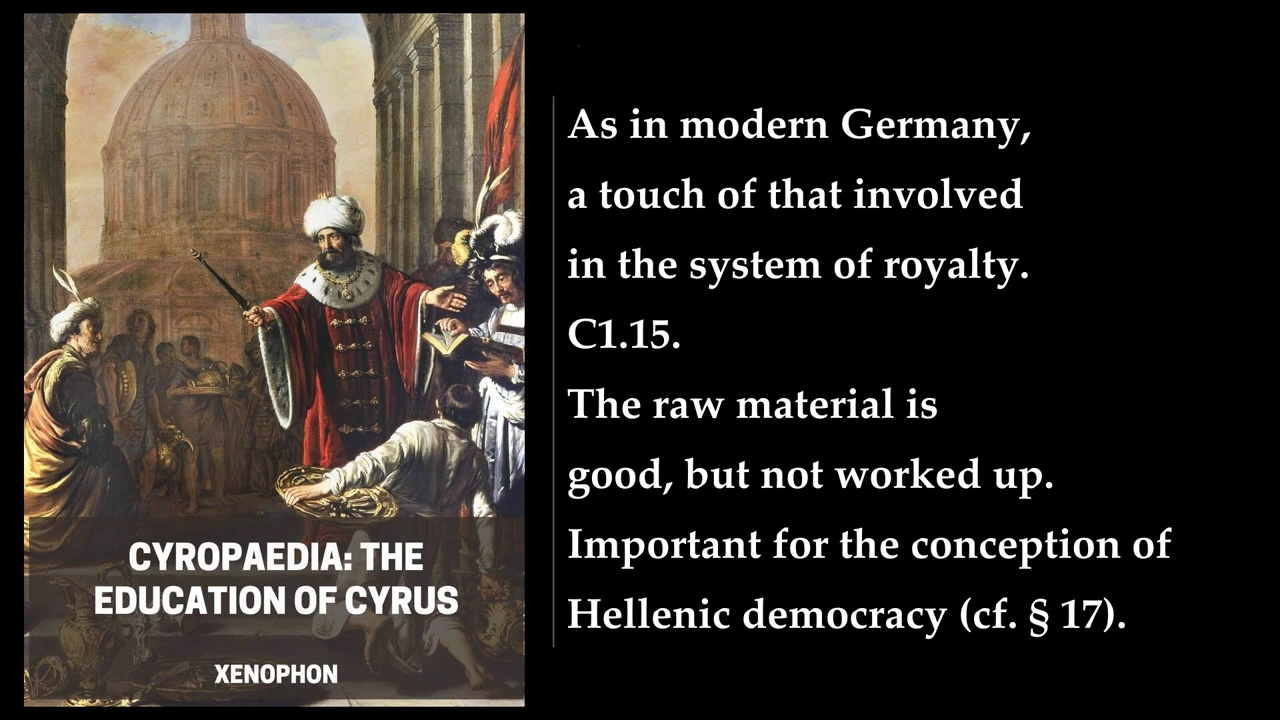 CYROPAEDIA: THE
EDUCATION OF CYRUS
XENOPHON
As in modern Germany,
a touch of that involved
in the system of royalty.
C1.15.
The raw material is
good, but not worked up.
Important for the conception of
Hellenic democracy (cf. § 17).